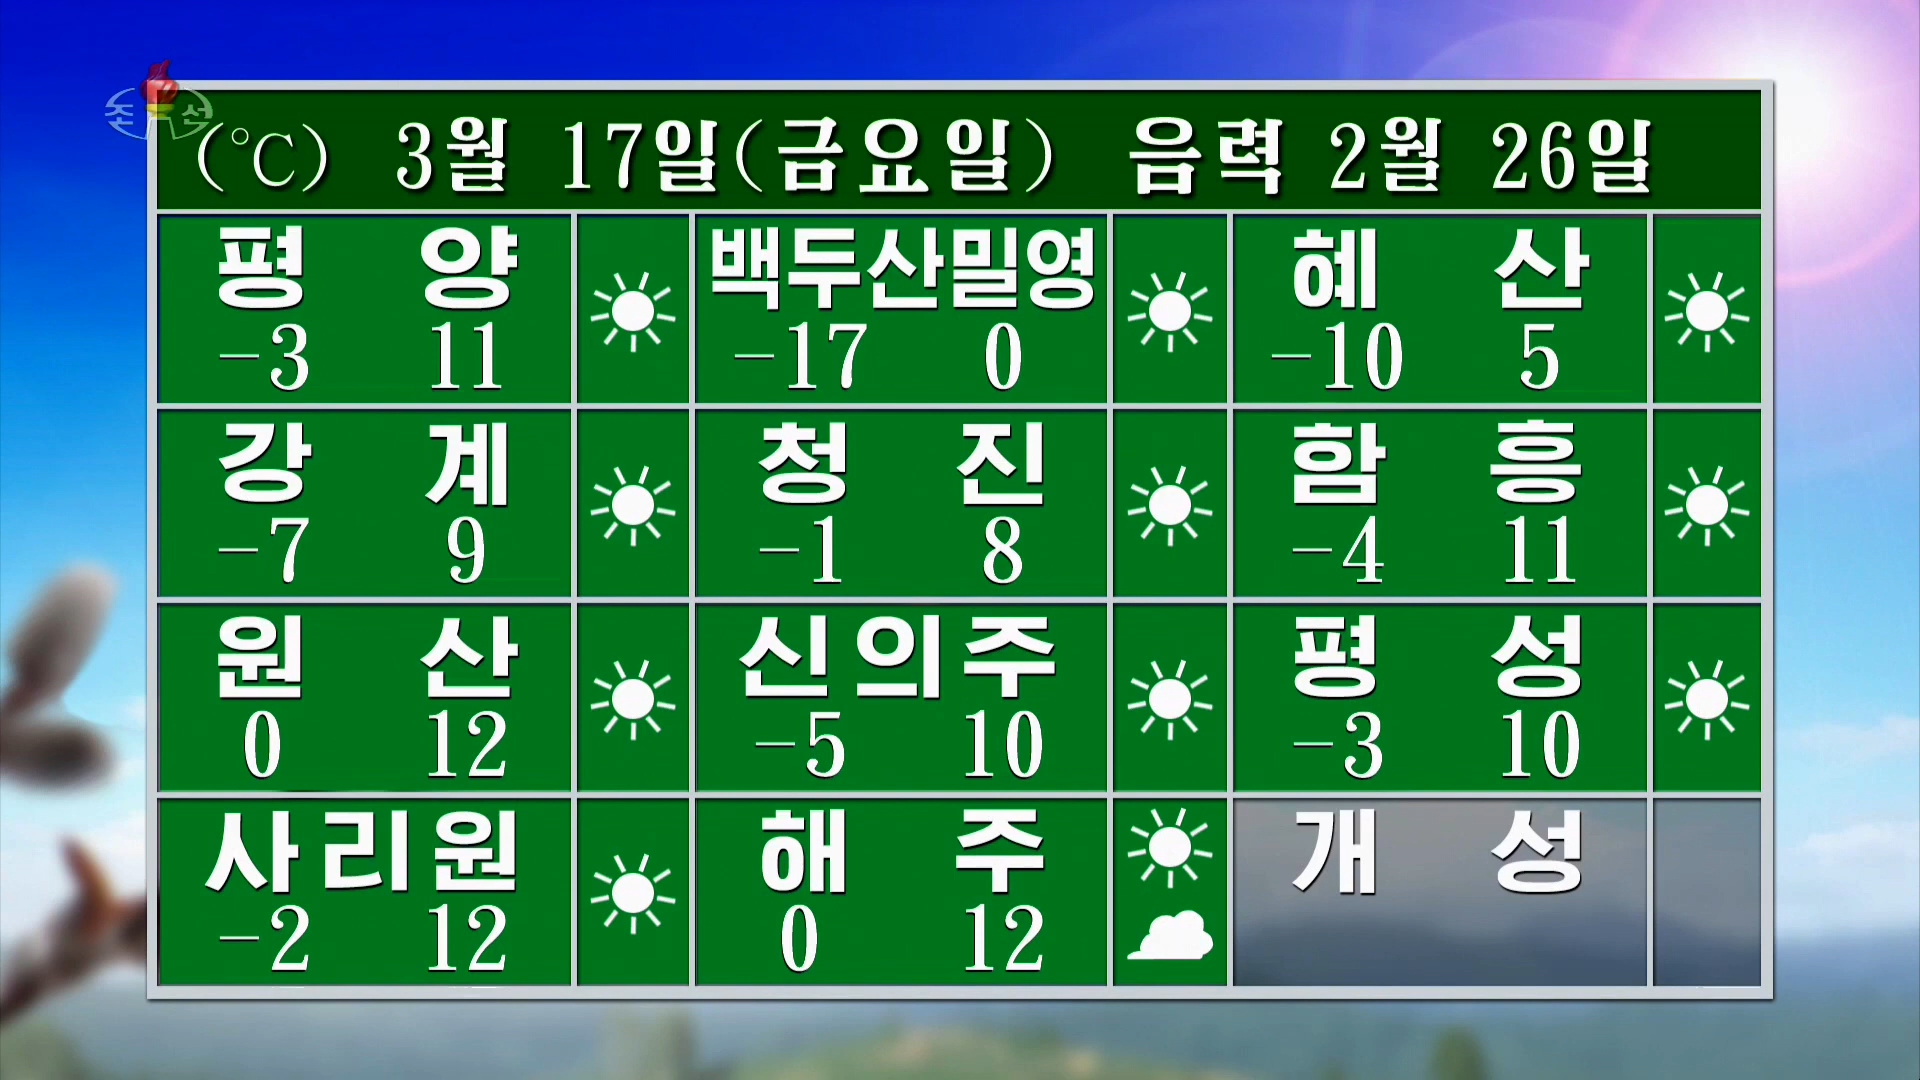 조선
(℃) 3월 17일(금요일) 음력 2월 26일
평양 백두산밀영 혜산
-3 11 -17 0 -10 5
강계 청진 함흥
-7 9 -1 8 -4 11
원산 신의주 평성
0 12 -5 10 -3 10
사리원 해주 개성
-2 12 0 12